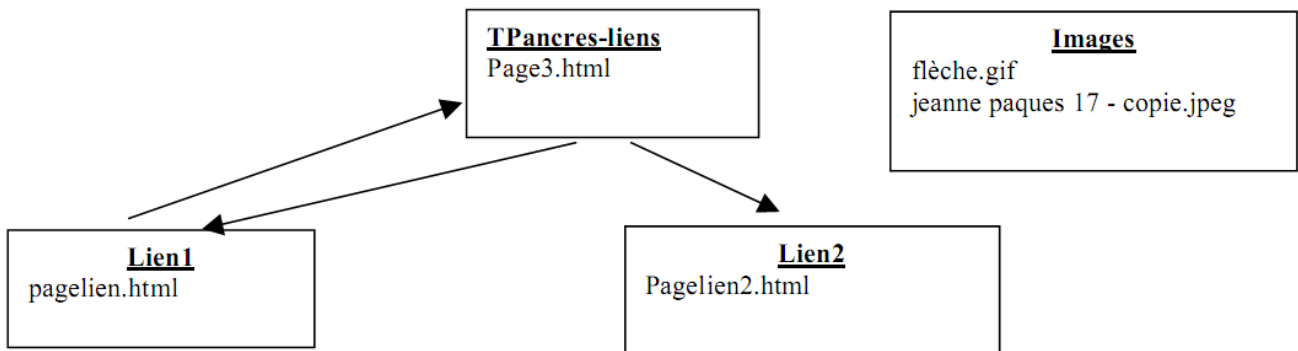 TPancres-liens
Page3.html
Images
flèche.gif
jeanne paques 17 - copie.jpeg
Lien1
pagelien.html
Lien2
Pagelien2.html